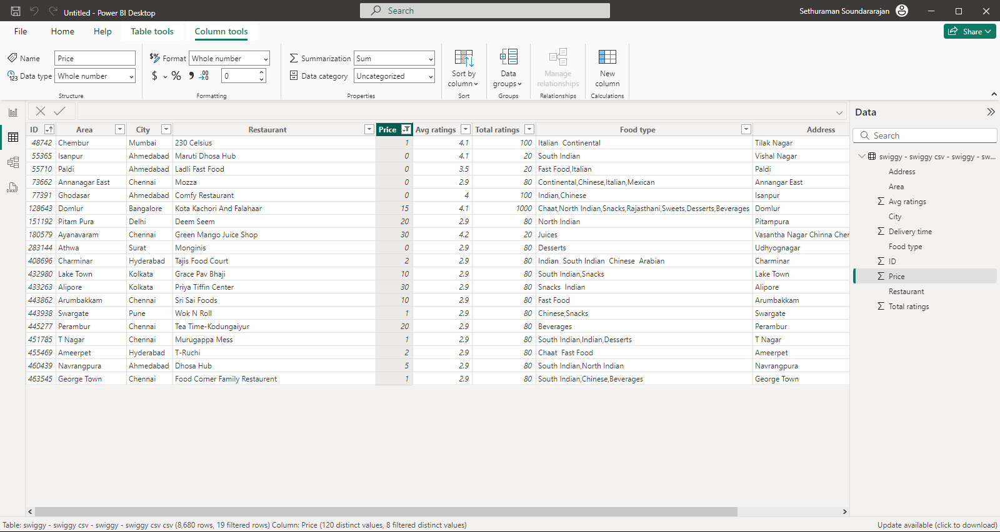 Untitled - Power BI Desktop
Search
Sethuraman Soundararajan
File Home Help Table tools Column tools
Share
Name Price
Data type Whole number
Structure
$% Format Whole number
$ % 9 .00 0
Formatting
Summarization Sum
Data category Uncategorized
Properties
Sort by
column
Sort
Data
groups
Groups
Manage
relationships
Relationships
New
column
Calculations
ID Area City Restaurant Price Avg ratings Total ratings Food type Address
48742 Chembur Mumbai 230 Celsius 1 4.1 100 Italian Continental Tilak Nagar
55365 Isanpur Ahmedabad Maruti Dhosa Hub 0 4.1 20 South Indian Vishal Nagar
55710 Paldi Ahmedabad Ladli Fast Food 0 3.5 20 Fast Food,Italian Paldi
73662 Annanagar East Chennai Mozza 0 2.9 80 Continental,Chinese,Italian,Mexican Annangar East
77391 Ghodasar Ahmedabad Comfy Restaurant 0 4 100 Indian,Chinese Isanpur
128643 Domlur Bangalore Kota Kachori And Falahaar 15 4.1 1000 Chaat,North Indian,Snacks,Rajasthani,Sweets,Desserts,Beverages Domlur
151192 Pitam Pura Delhi Deem Seem 20 2.9 80 North Indian Pitampura
180579 Ayanavaram Chennai Green Mango Juice Shop 30 4.2 20 Juices Vasantha Nagar Chinna Cher
283144 Athwa Surat Monginis 0 2.9 80 Desserts Udhyognagar
408696 Charminar Hyderabad Tajis Food Court 2 2.9 80 Indian South Indian Chinese Arabian Charminar
432980 Lake Town Kolkata Grace Pav Bhaji 10 2.9 80 South Indian,Snacks Lake Town
433263 Alipore Kolkata Priya Tiffin Center 30 2.9 80 Snacks Indian Alipore
443862 Arumbakkam Chennai Sri Sai Foods 10 2.9 80 Fast Food Arumbakkam
443938 Swargate Pune Wok N Roll 1 2.9 80 Chinese,Snacks Swargate
445277 Perambur Chennai Tea Time-Kodungaiyur 20 2.9 80 Beverages Perambur
451785 T Nagar Chennai Murugappa Mess 1 2.9 80 South Indian,Indian,Desserts T Nagar
455469 Ameerpet Hyderabad T-Ruchi 2 2.9 80 Chaat Fast Food Ameerpet
460439 Navrangpura Ahmedabad Dhosa Hub 5 2.9 80 South Indian,North Indian Navrangpura
463545 George Town Chennai Food Corner Family Restaurent 1 2.9 80 South Indian,Chinese,Beverages George Town
Data
Search
swiggy - swiggy csv - swiggy - sw...
Address
Area
Avg ratings
City
Delivery time
Food type
ID
Price
Restaurant
Total ratings
Table: swiggy - swiggy csv - swiggy - swiggy csv csv (8,680 rows, 19 filtered rows) Column: Price (120 distinct values, 8 filtered distinct values)
Update available (click to download)